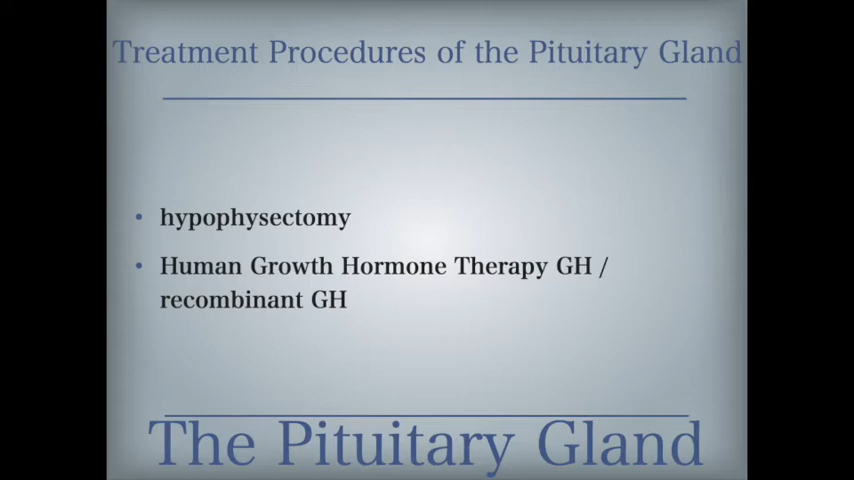 Treatment Procedures of the Pituitary Gland
• hypophysectomy
• Human Growth Hormone Therapy GH /
recombinant GH
The Pituitary Gland